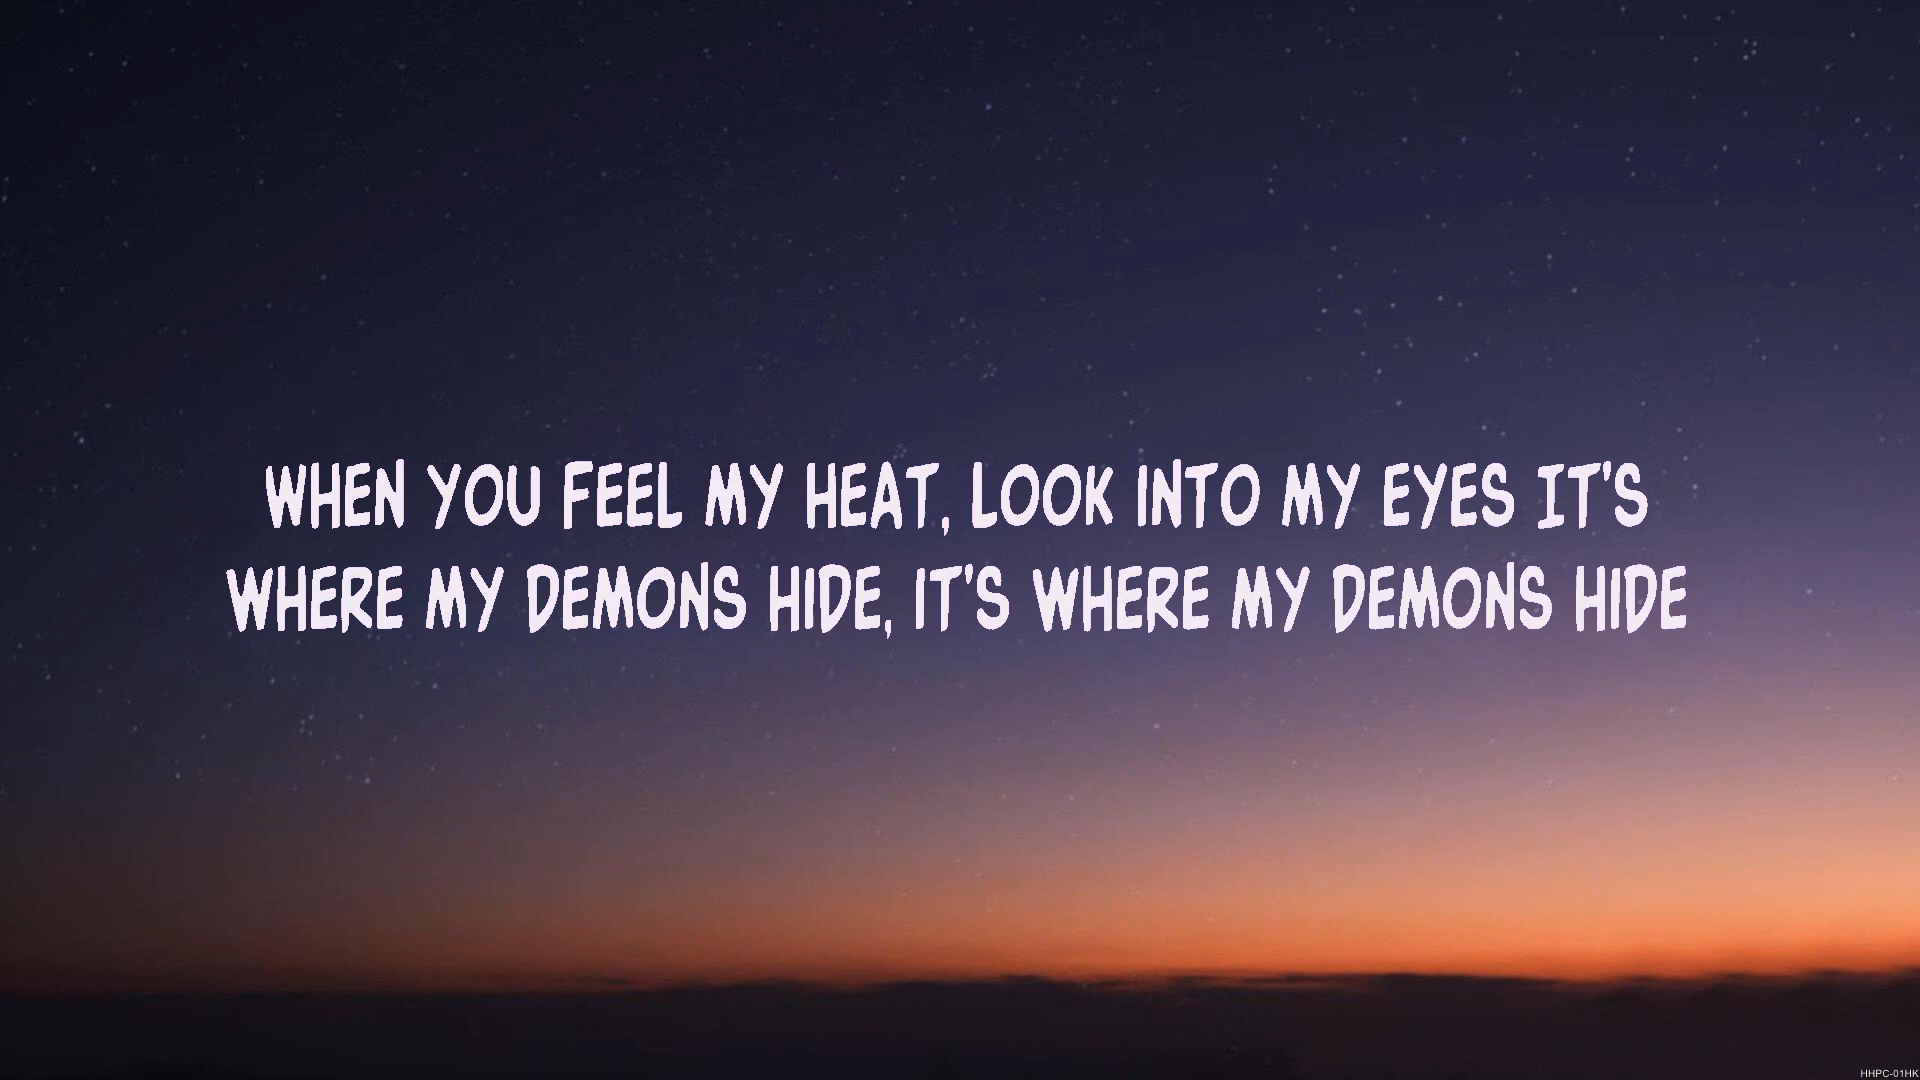 WHEN YOU FEEL MY HEAT, LOOK INTO MY EYES IT'S
WHERE MY DEMONS HIDE, IT'S WHERE MY DEMONS HIDE
HHPC-01HK